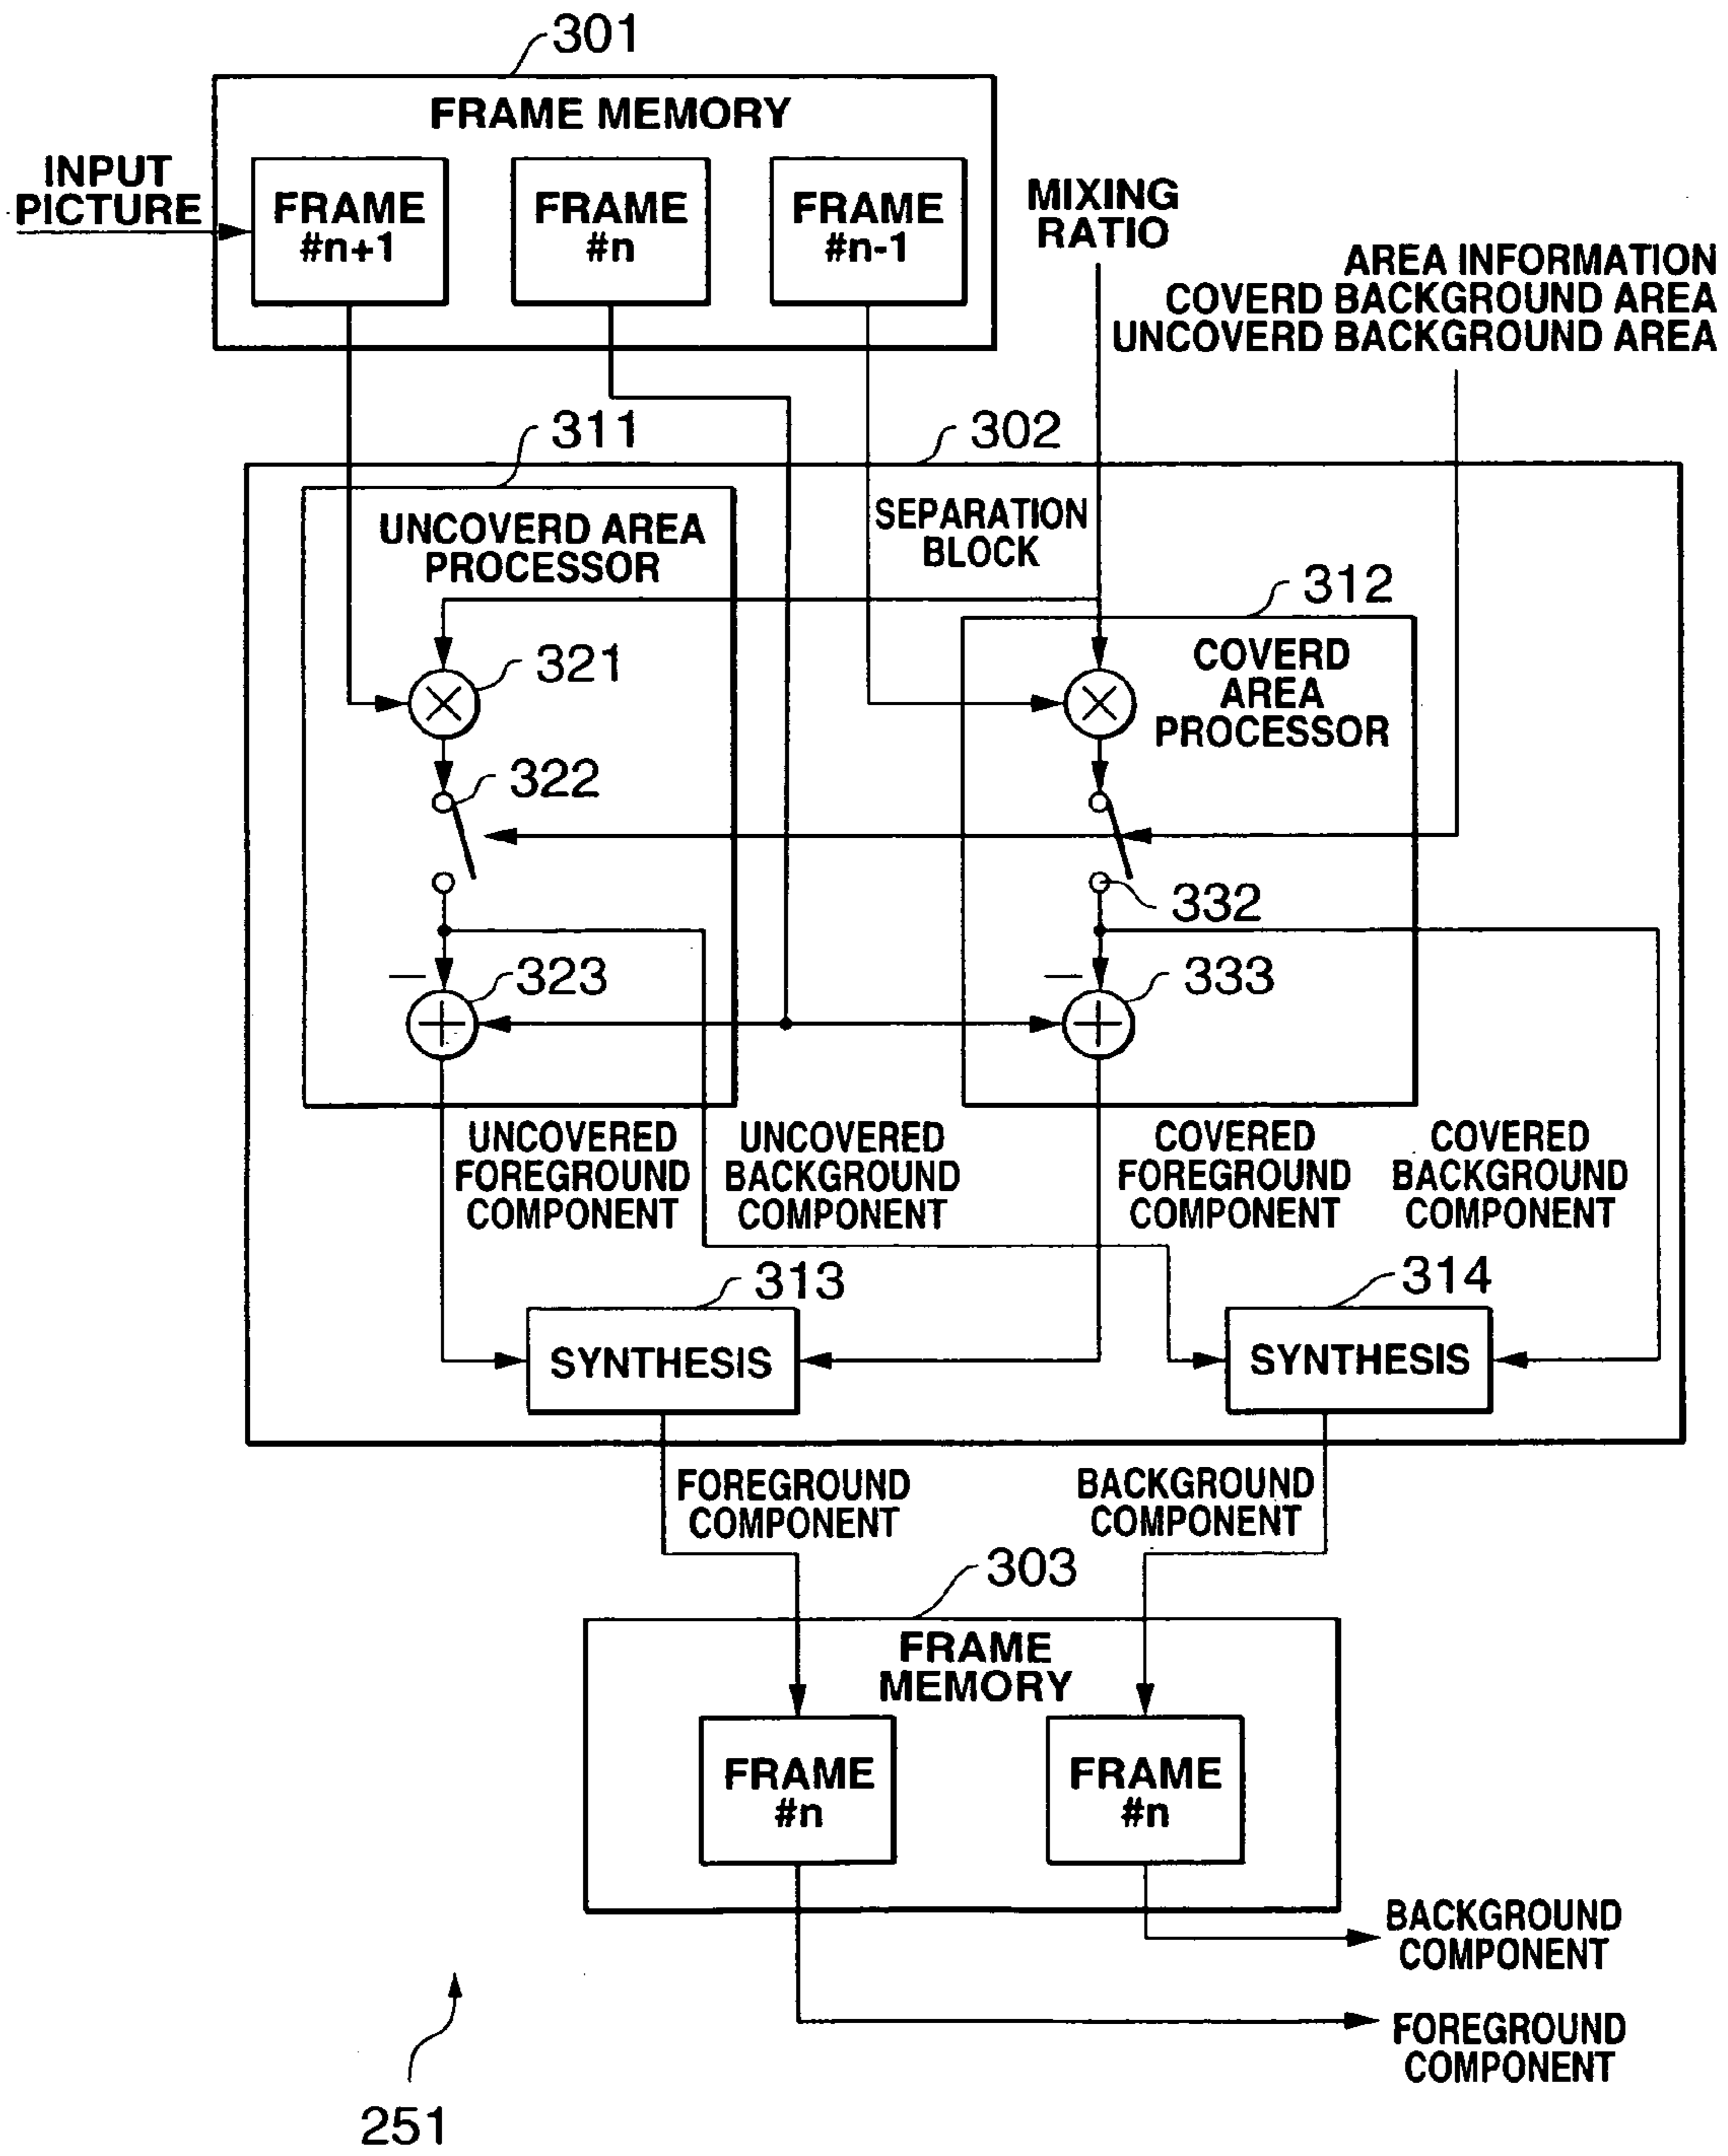 301
FRAME MEMORY
INPUT
PICTURE
FRAME
#n+1
FRAME
#n
FRAME
#n-1
MIXING
RATIO
AREA INFORMATION
COVERD BACKGROUND AREA
UNCOVERD BACKGROUND AREA
311
302
UNCOVERD AREA
PROCESSOR
SEPARATION
BLOCK
312
321
COVERD
AREA
PROCESSOR
322
332
323
333
UNCOVERED
FOREGROUND
COMPONENT
UNCOVERED
BACKGROUND
COMPONENT
COVERED
FOREGROUND
COMPONENT
COVERED
BACKGROUND
COMPONENT
313
314
SYNTHESIS
SYNTHESIS
FOREGROUND
COMPONENT
BACKGROUND
COMPONENT
303
FRAME
MEMORY
FRAME
#n
FRAME
#n
BACKGROUND
COMPONENT
FOREGROUND
COMPONENT
251